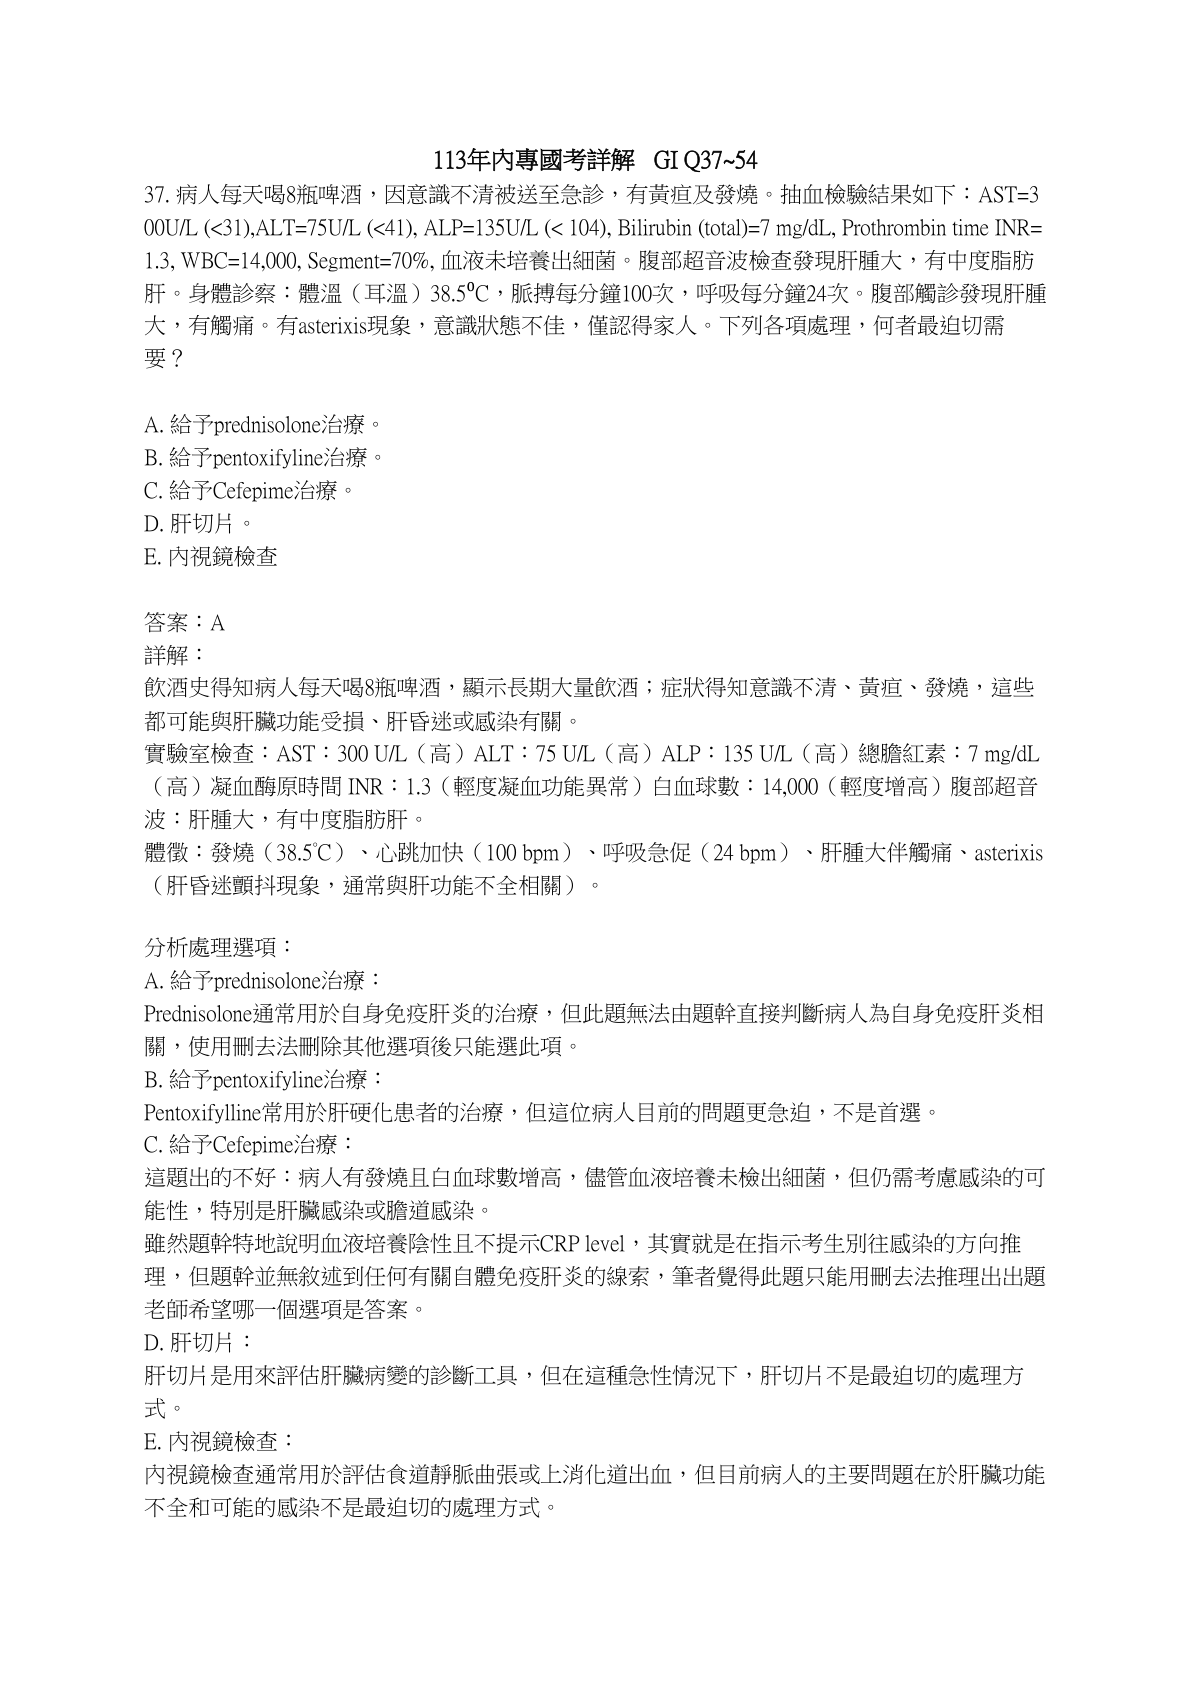 113年內專國考詳解   GI Q37~54
37. 病人每天喝8瓶啤酒，因意識不清被送至急診，有黃疸及發燒。抽血檢驗結果如下：AST=3
00U/L (<31),ALT=75U/L (<41), ALP=135U/L (< 104), Bilirubin (total)=7 mg/dL, Prothrombin time INR=
1.3, WBC=14,000, Segment=70%, 血液未培養出細菌。腹部超音波檢查發現肝腫大，有中度脂肪
肝。身體診察：體溫（耳溫）38.5⁰C，脈搏每分鐘100次，呼吸每分鐘24次。腹部觸診發現肝腫
大，有觸痛。有asterixis現象，意識狀態不佳，僅認得家人。下列各項處理，何者最迫切需
要？
A. 給予prednisolone治療。
B. 給予pentoxifyline治療。
C. 給予Cefepime治療。
D. 肝切片。
E. 內視鏡檢查
答案：A
詳解：
飲酒史得知病人每天喝8瓶啤酒，顯示長期大量飲酒；症狀得知意識不清、黃疸、發燒，這些
都可能與肝臟功能受損、肝昏迷或感染有關。
實驗室檢查：AST：300 U/L（高）ALT：75 U/L（高）ALP：135 U/L（高）總膽紅素：7 mg/dL
（高）凝血酶原時間 INR：1.3（輕度凝血功能異常）白血球數：14,000（輕度增高）腹部超音
波：肝腫大，有中度脂肪肝。
體徵：發燒（38.5°C）、心跳加快（100 bpm）、呼吸急促（24 bpm）、肝腫大伴觸痛、asterixis
（肝昏迷顫抖現象，通常與肝功能不全相關）。
分析處理選項：
A. 給予prednisolone治療：
Prednisolone通常用於自身免疫肝炎的治療，但此題無法由題幹直接判斷病人為自身免疫肝炎相
關，使用刪去法刪除其他選項後只能選此項。
B. 給予pentoxifyline治療：
Pentoxifylline常用於肝硬化患者的治療，但這位病人目前的問題更急迫，不是首選。
C. 給予Cefepime治療：
這題出的不好：病人有發燒且白血球數增高，儘管血液培養未檢出細菌，但仍需考慮感染的可
能性，特別是肝臟感染或膽道感染。
雖然題幹特地說明血液培養陰性且不提示CRP level，其實就是在指示考生別往感染的方向推
理，但題幹並無敘述到任何有關自體免疫肝炎的線索，筆者覺得此題只能用刪去法推理出出題
老師希望哪一個選項是答案。
D. 肝切片：
肝切片是用來評估肝臟病變的診斷工具，但在這種急性情況下，肝切片不是最迫切的處理方
式。
E. 內視鏡檢查：
內視鏡檢查通常用於評估食道靜脈曲張或上消化道出血，但目前病人的主要問題在於肝臟功能
不全和可能的感染不是最迫切的處理方式。